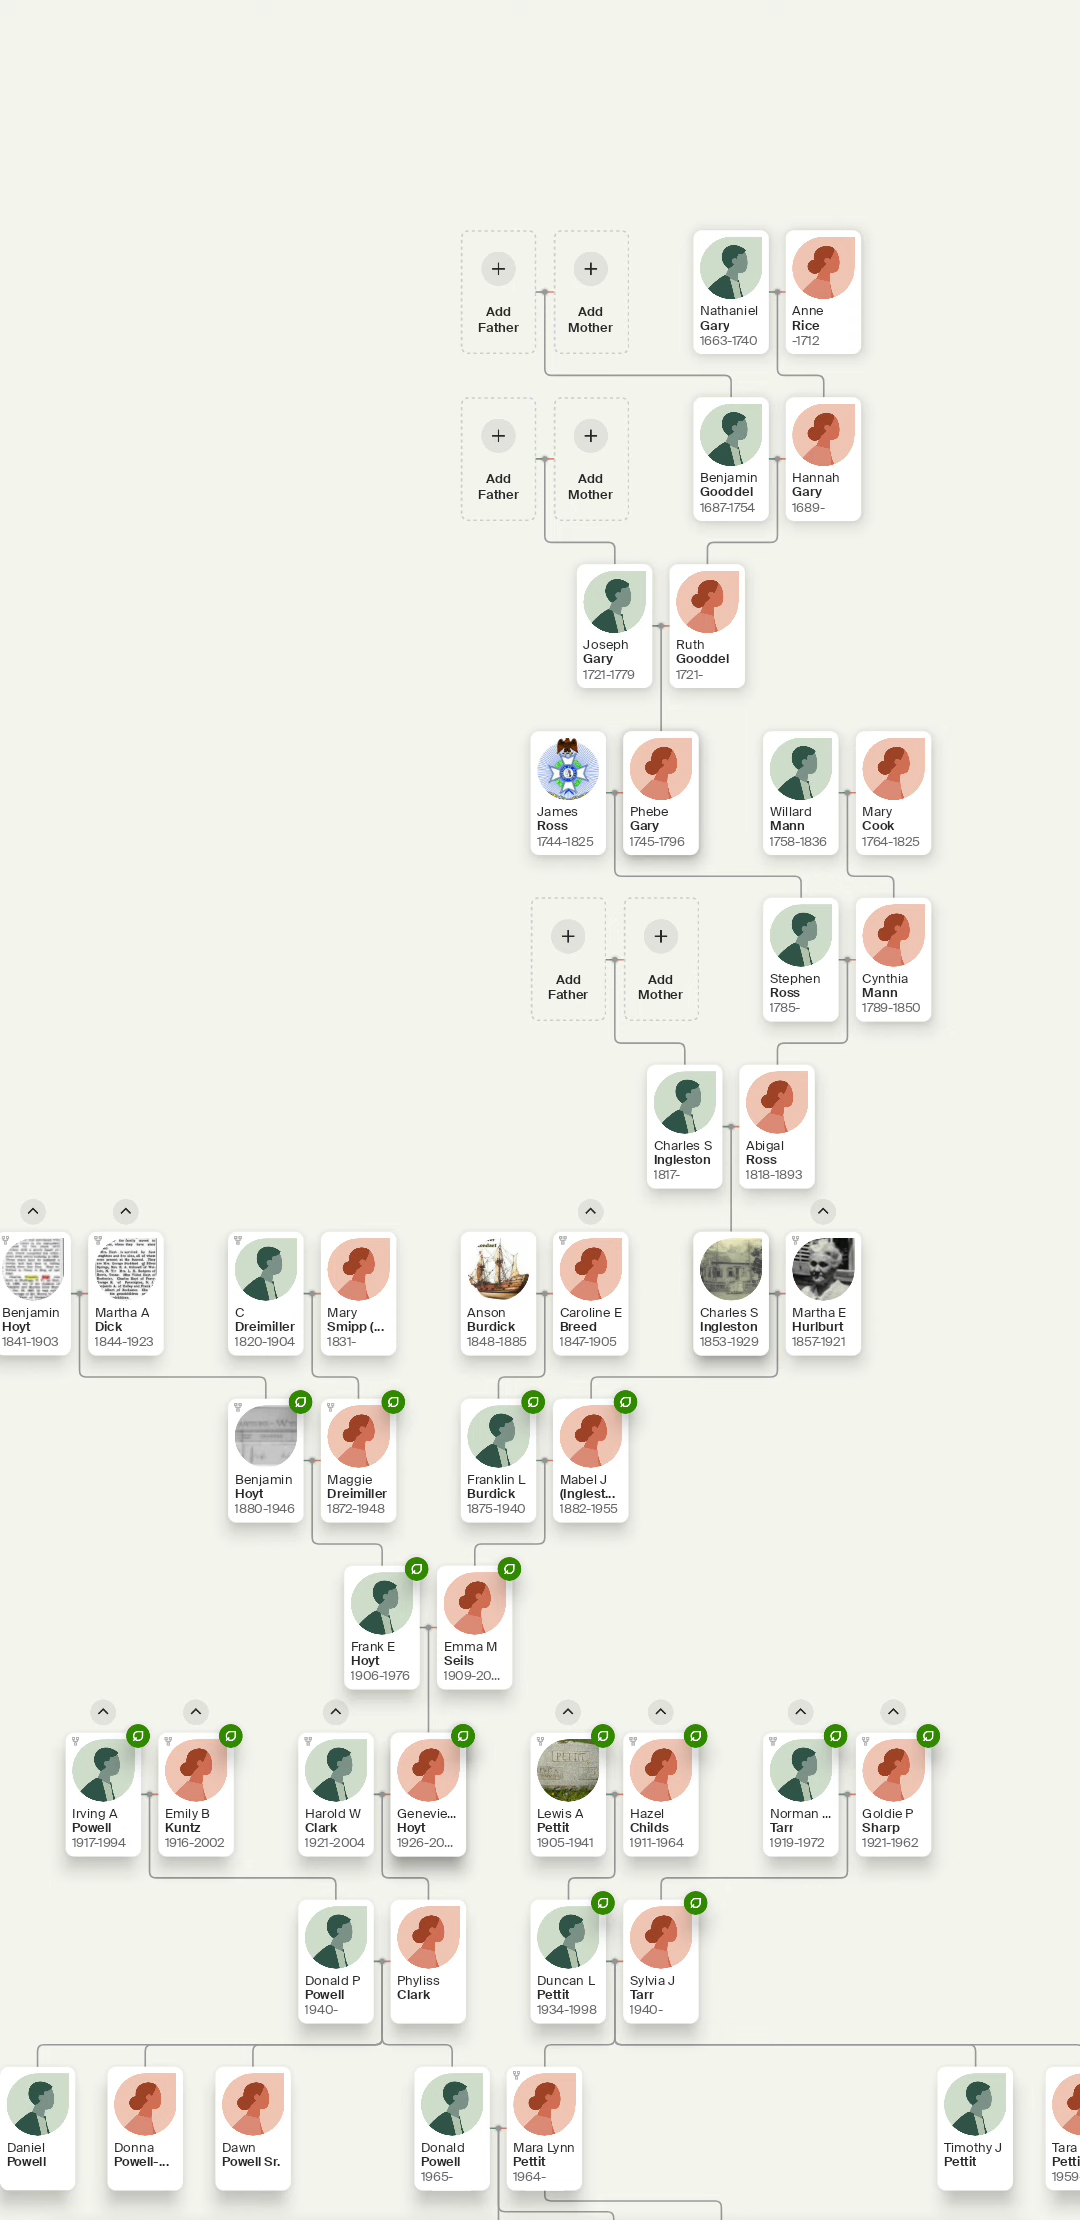 Add
Father
Add
Mother
Nathaniel
Gary
1663-1740
Anne
Rice
-1712
Add
Father
Add
Mother
Benjamin
Gooddel
1687-1754
Hannah
Gary
1689-
Joseph
Gary
1721-1779
Ruth
Gooddel
1721-
James
Ross
1744-1825
Phebe
Gary
1745-1796
Willard
Mann
1758-1836
Mary
Cook
1764-1825
Add
Father
Add
Mother
Stephen
Ross
1785-
Cynthia
Mann
1789-1850
Charles S
Ingleston
1817-
Abigal
Ross
1818-1893
Benjamin
Hoyt
1841-1903
Martha A
Dick
1844-1923
C
Dreimiller
1820-1904
Mary
Smipp (...
1831-
Anson
Burdick
1848-1885
Caroline E
Breed
1847-1905
Charles S
Ingleston
1853-1929
Martha E
Hurlburt
1857-1921
Benjamin
Hoyt
1880-1946
Maggie
Dreimiller
1872-1948
Franklin L
Burdick
1875-1940
Mabel J
(Inglest...
1882-1955
Frank E
Hoyt
1906-1976
Emma M
Seils
1909-20...
Irving A
Powell
1917-1994
Emily B
Kuntz
1916-2002
Harold W
Clark
1921-2004
Genevie...
Hoyt
1926-20...
PETTIT
Lewis A
Pettit
1905-1941
Hazel
Childs
1911-1964
Norman ...
Tarr
1919-1972
Goldie P
Sharp
1921-1962
Donald P
Powell
1940-
Phyliss
Clark
Duncan L
Pettit
1934-1998
Sylvia J
Tarr
1940-
Daniel
Powell
Donna
Powell-...
Dawn
Powell Sr.
Donald
Powell
1965-
Mara Lynn
Pettit
1964-
Timothy J
Pettit
Tara
Petti
1959-